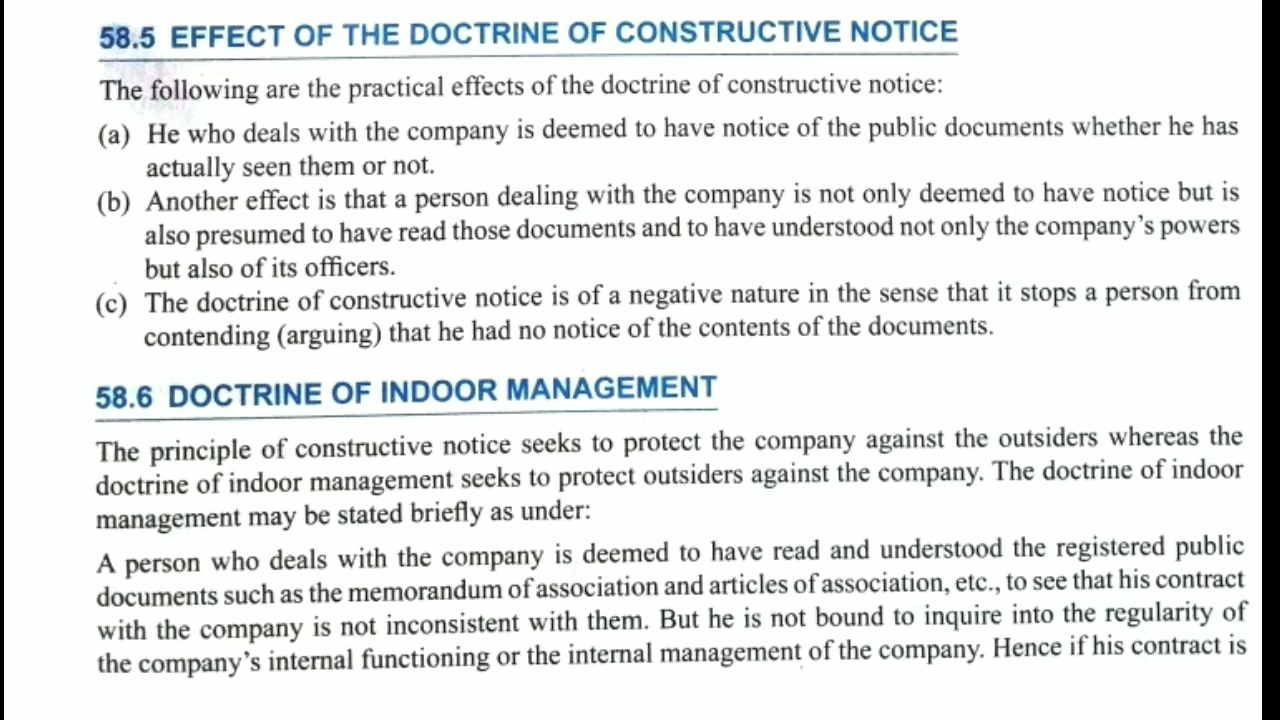 58.5 EFFECT OF THE DOCTRINE OF CONSTRUCTIVE NOTICE
The following are the practical effects of the doctrine of constructive notice:
(a) He who deals with the company is deemed to have notice of the public documents whether he has
actually seen them or not.
(b) Another effect is that a person dealing with the company is not only deemed to have notice but is
also presumed to have read those documents and to have understood not only the company's powers
but also of its officers.
(c) The doctrine of constructive notice is of a negative nature in the sense that it stops a person from
contending (arguing) that he had no notice of the contents of the documents.
58.6 DOCTRINE OF INDOOR MANAGEMENT
The principle of constructive notice seeks to protect the company against the outsiders whereas the
doctrine of indoor management seeks to protect outsiders against the company. The doctrine of indoor
management may be stated briefly as under:
A person who deals with the company is deemed to have read and understood the registered public
documents such as the memorandum of association and articles of association, etc., to see that his contract
with the company is not inconsistent with them. But he is not bound to inquire into the regularity of
the company's internal functioning or the internal management of the company. Hence if his contract is